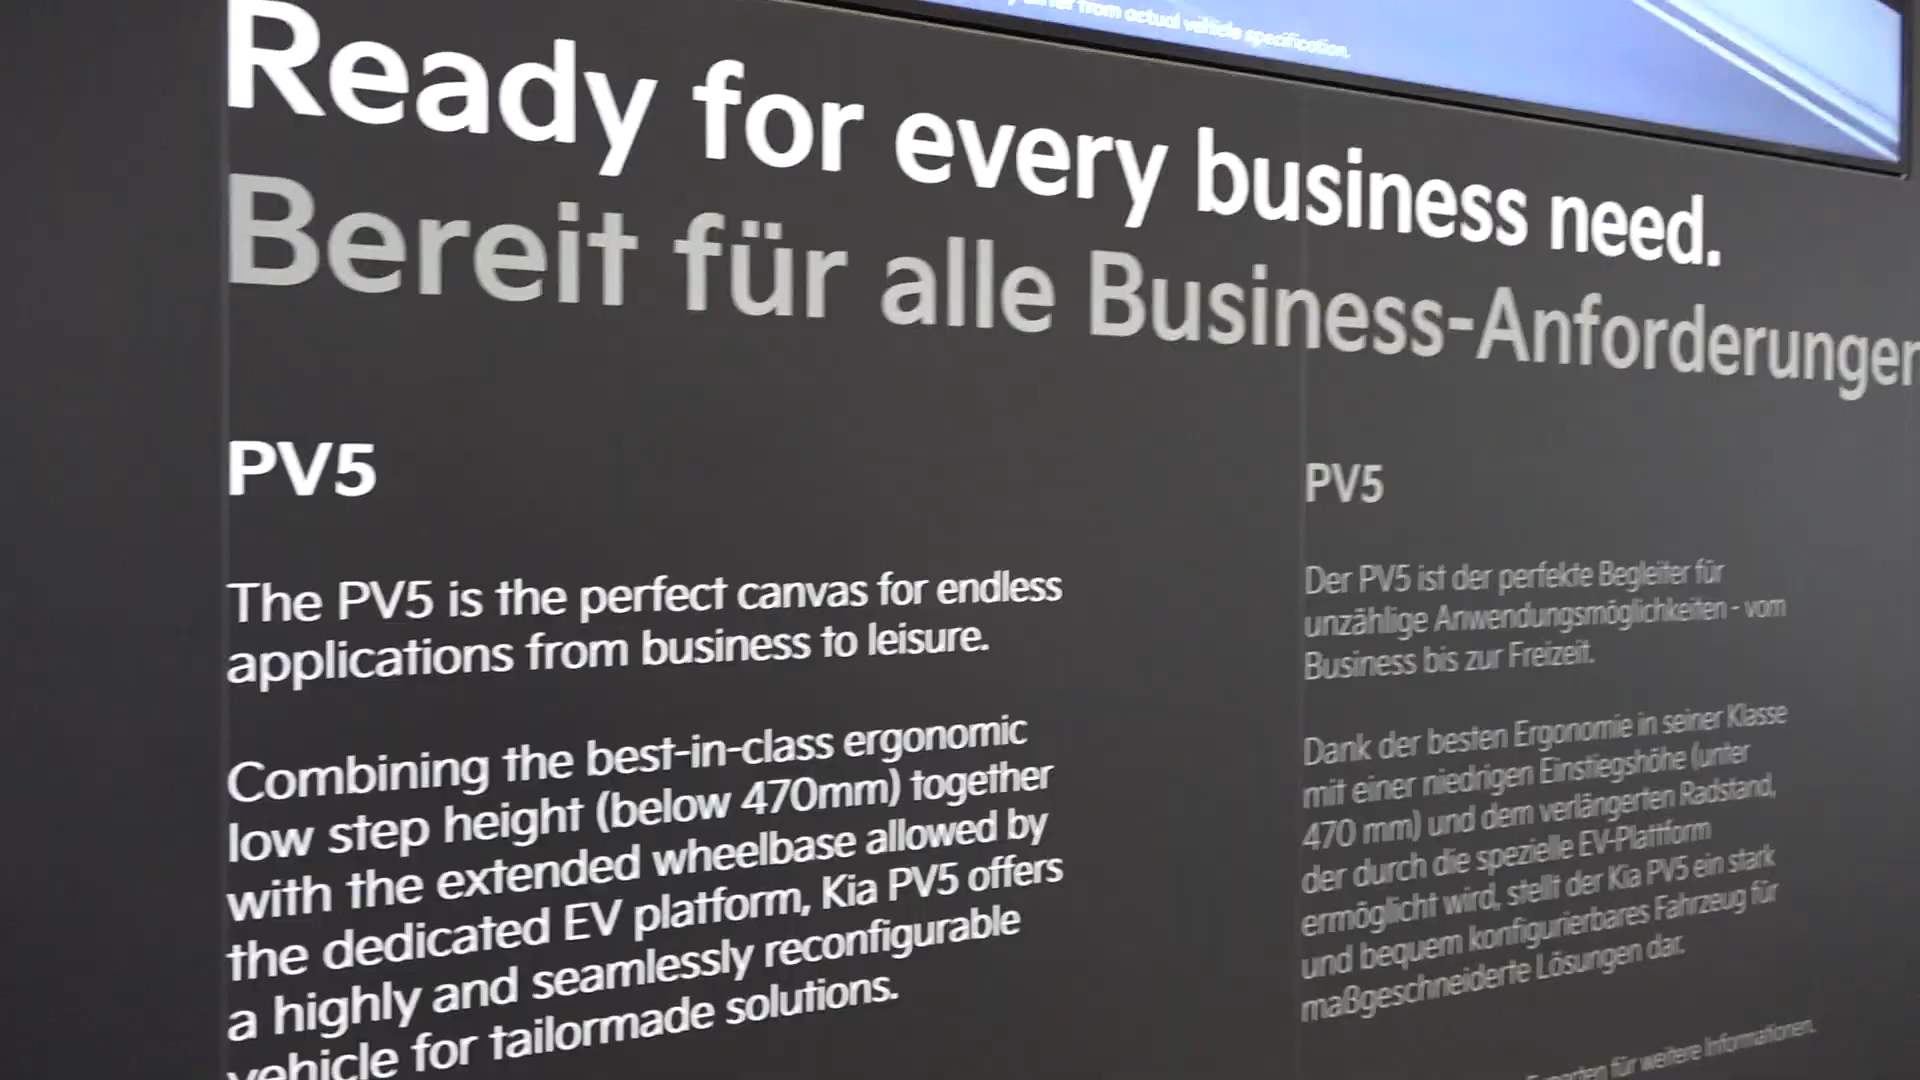 from actual vehicle specification.
Ready for every business need.
Bereit für alle Business-Anforderungen
PV5
The PV5 is the perfect canvas for endless
applications from business to leisure.
Combining the best-in-class ergonomic
low step height (below 470mm) together
with the extended wheelbase allowed by
the dedicated EV platform, Kia PV5 offers
a highly and seamlessly reconfigurable
vehicle for tailormade solutions.
PV5
Der PV5 ist der perfekte Begleiter für
unzählige Anwendungsmöglichkeiten - vom
Business bis zur Freizeit.
Dank der besten Ergonomie in seiner Klasse
mit einer niedrigen Einstiegshöhe (unter
470 mm) und dem verlängerten Radstand,
der durch die spezielle EV-Plattform
ermöglicht wird, stellt der Kia PV5 ein stark
und bequem konfigurierbares Fahrzeug für
maßgeschneiderte Lösungen dar.
für weitere Informationen.